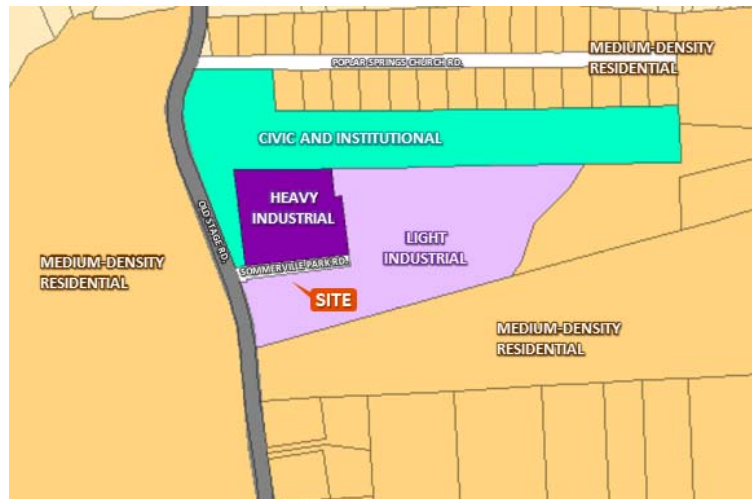 MEDIUM-DENSITY
RESIDENTIAL
POPLAR SPRINGS CHURCH RD.
CIVIC AND INSTITUTIONAL
HEAVY
INDUSTRIAL
OLD STAGE RD.
LIGHT
INDUSTRIAL
MEDIUM-DENSITY
RESIDENTIAL
SOMMERVILLE PARK RD.
SITE
MEDIUM-DENSITY
RESIDENTIAL